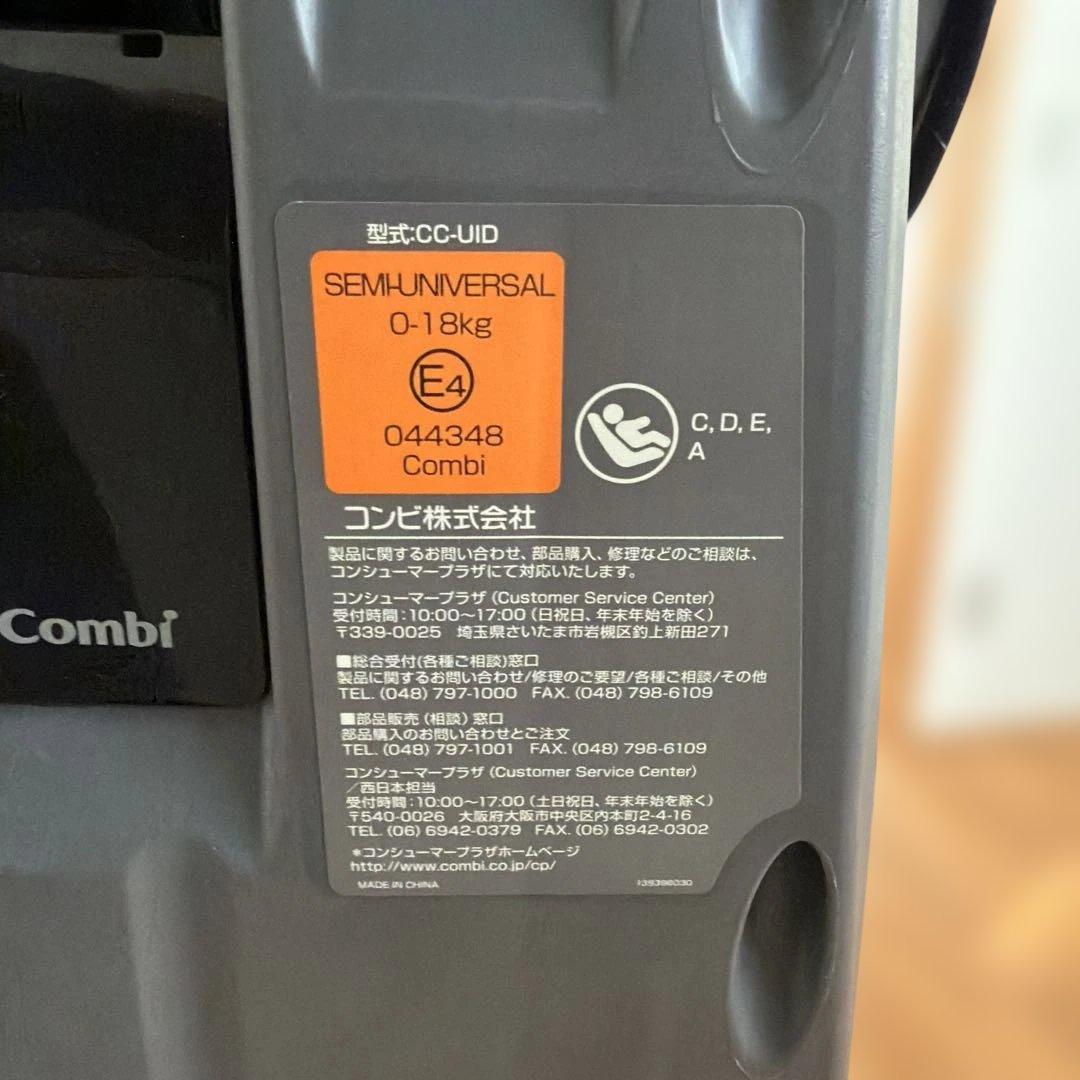 型式:CC-UID
SEMI-UNIVERSAL
0-18kg
E4
044348
Combi
C, D, E,
A
コンビ株式会社
製品に関するお問い合わせ、部品購入、修理などのご相談は、
コンシューマープラザにて対応いたします。
コンシューマープラザ (Customer Service Center)
受付時間:10:00～17:00 (日祝日、年末年始を除く)
〒339-0025 埼玉県さいたま市岩槻区釣上新田271
■総合受付(各種ご相談)窓口
製品に関するお問い合わせ/修理のご要望/各種ご相談/その他
TEL. (048) 797-1000 FAX. (048) 798-6109
■部品販売 (相談) 窓口
部品購入のお問い合わせとご注文
TEL. (048) 797-1001 FAX. (048) 798-6109
コンシューマープラザ (Customer Service Center)
/西日本担当
受付時間:10:00～17:00 (土日祝日、年末年始を除く)
〒540-0026 大阪府大阪市中央区内本町2-4-16
TEL. (06) 6942-0379 FAX. (06) 6942-0302
*コンシューマープラザホームページ
http://www.combi.co.jp/cp/
MADE IN CHINA
Combi